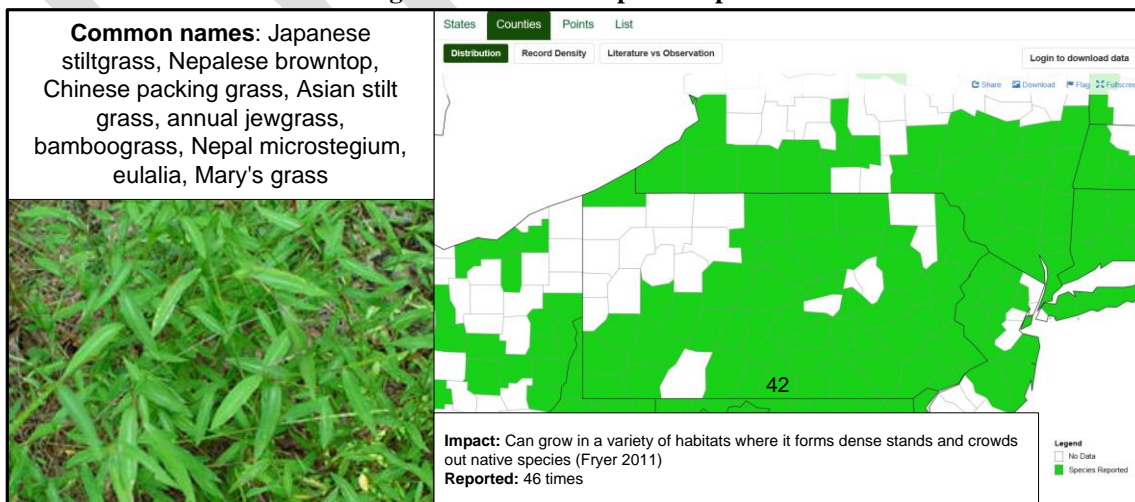 Common names: Japanese
stiltgrass, Nepalese browntop,
Chinese packing grass, Asian stilt
grass, annual jewgrass,
bamboograss, Nepal microstegium,
eulalia, Mary's grass
States Counties Points List
Distribution Record Density Literature vs Observation
Login to download data
Share Download Flag Fullscreen
42
Impact: Can grow in a variety of habitats where it forms dense stands and crowds
out native species (Fryer 2011)
Reported: 46 times
Legend
No Data
Species Reported